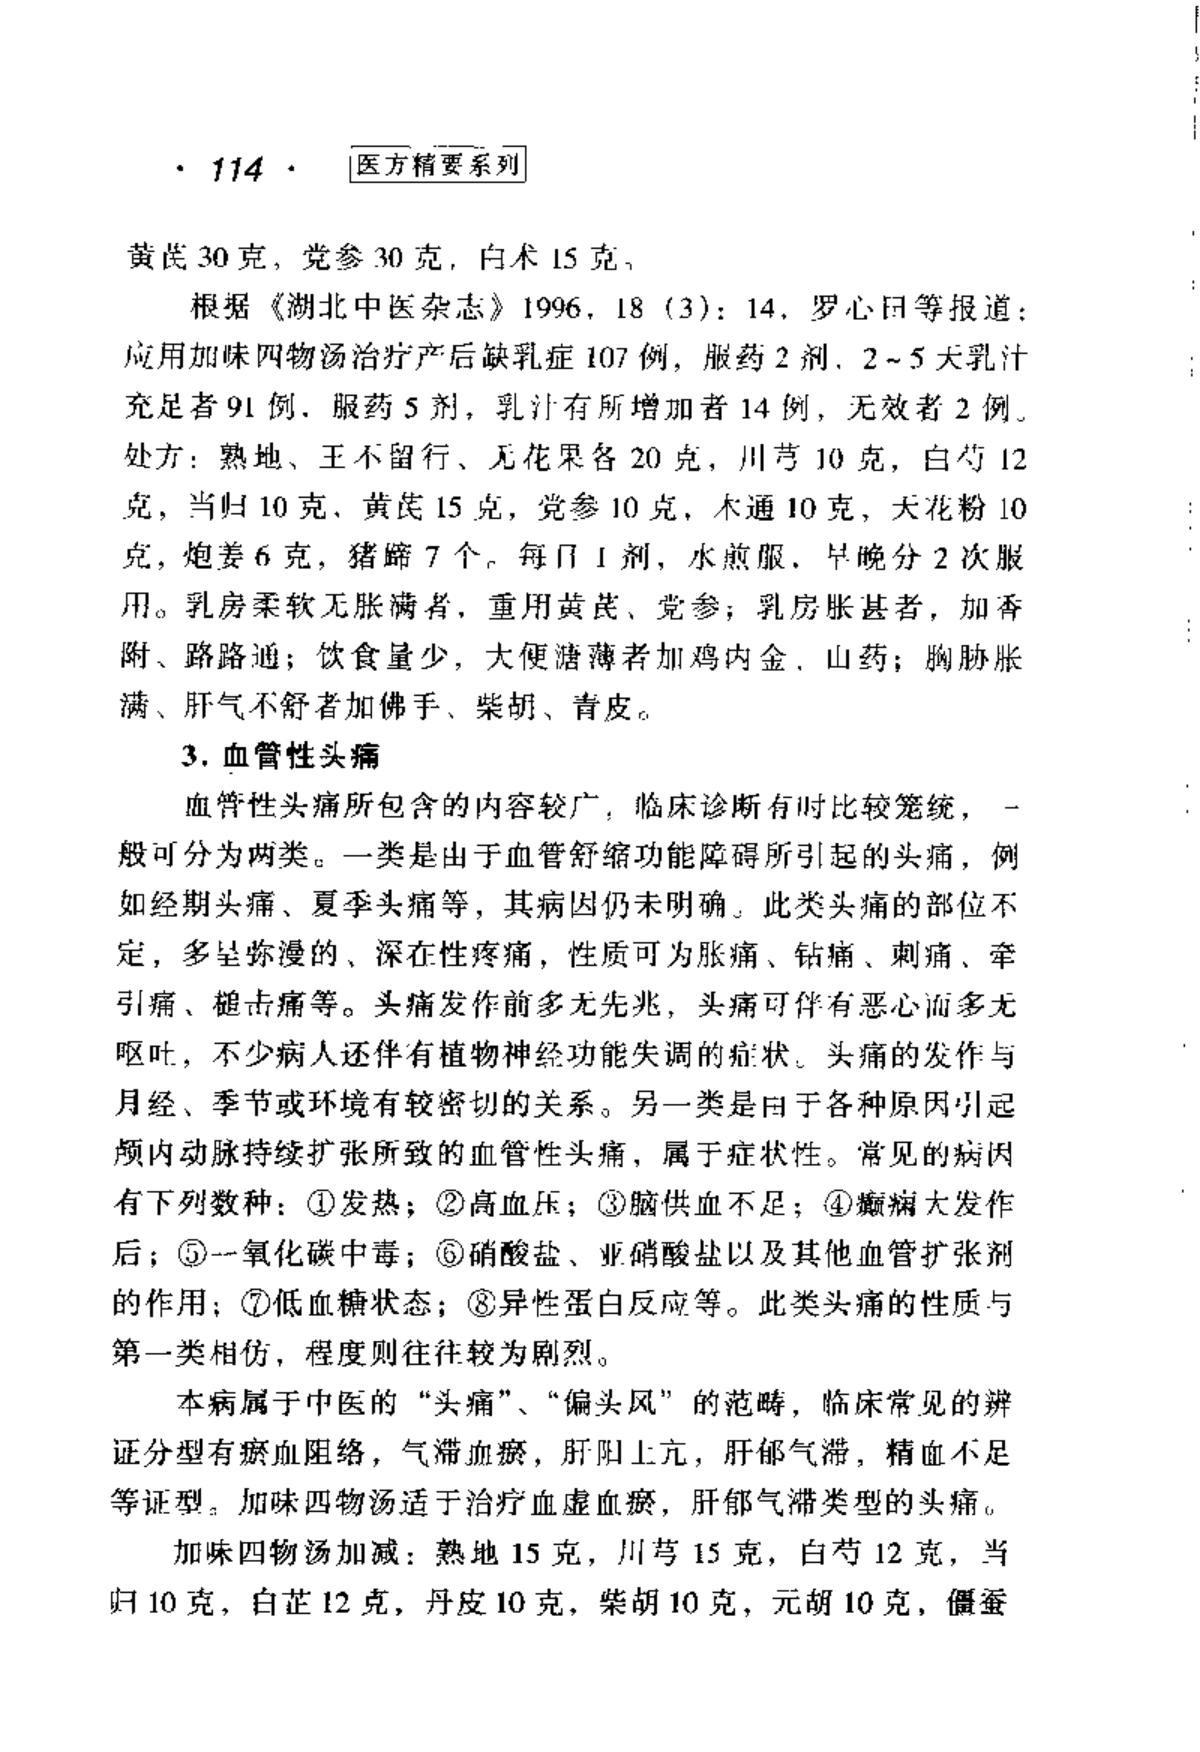 · 114 · 医方精要系列
黄芪 30 克，党参 30 克，白术 15 克。
根据《湖北中医杂志》1996，18（3）：14，罗心田等报道：
应用加味四物汤治疗产后缺乳症 107 例，服药 2 剂，2~5 天乳汁
充足者 91 例，服药 5 剂，乳汁有所增加者 14 例，无效者 2 例。
处方：熟地、王不留行、无花果各 20 克，川芎 10 克，白芍 12
克，当归 10 克，黄芪 15 克，党参 10 克，木通 10 克，天花粉 10
克，炮姜 6 克，猪蹄 7 个。每日 1 剂，水煎服，早晚分 2 次服
用。乳房柔软无胀满者，重用黄芪、党参；乳房胀甚者，加香
附、路路通；饮食量少，大便溏薄者加鸡内金、山药；胸胁胀
满、肝气不舒者加佛手、柴胡、青皮。
3. 血管性头痛
血管性头痛所包含的内容较广，临床诊断有时比较笼统，一
般可分为两类。一类是由于血管舒缩功能障碍所引起的头痛，例
如经期头痛、夏季头痛等，其病因仍未明确。此类头痛的部位不
定，多呈弥漫的、深在性疼痛，性质可为胀痛、钻痛、刺痛、牵
引痛、槌击痛等。头痛发作前多无先兆，头痛可伴有恶心而多无
呕吐，不少病人还伴有植物神经功能失调的症状。头痛的发作与
月经、季节或环境有较密切的关系。另一类是由于各种原因引起
颅内动脉持续扩张所致的血管性头痛，属于症状性。常见的病因
有下列数种：①发热；②高血压；③脑供血不足；④癫痫大发作
后；⑤一氧化碳中毒；⑥硝酸盐、亚硝酸盐以及其他血管扩张剂
的作用；⑦低血糖状态；⑧异性蛋白反应等。此类头痛的性质与
第一类相仿，程度则往往较为剧烈。
本病属于中医的“头痛”、“偏头风”的范畴，临床常见的辨
证分型有瘀血阻络，气滞血瘀，肝阳上亢，肝郁气滞，精血不足
等证型。加味四物汤适于治疗血虚血瘀，肝郁气滞类型的头痛。
加味四物汤加减：熟地 15 克，川芎 15 克，白芍 12 克，当
归 10 克，白芷 12 克，丹皮 10 克，柴胡 10 克，元胡 10 克，僵蚕